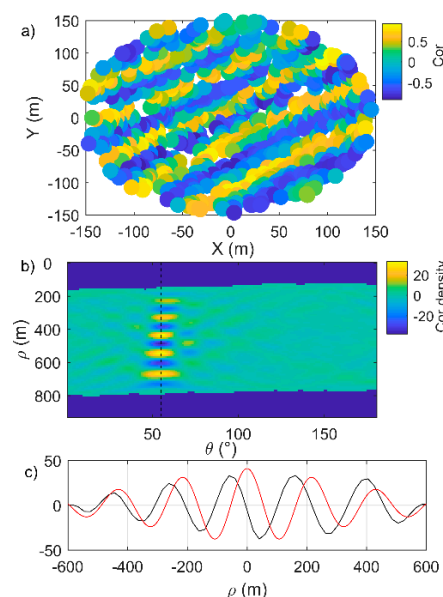 a)
150
100
50
0
-50
-100
-150
Y (m)
-150 -100 -50 0 50 100 150
X (m)
0.5
-0.5
Cor
b)
0
200
400
600
800
ρ (m)
50 100 150
θ (°)
20
0
-20
Cor density
c)
50
0
-50
-600 -400 -200 0 200 400 600
ρ (m)